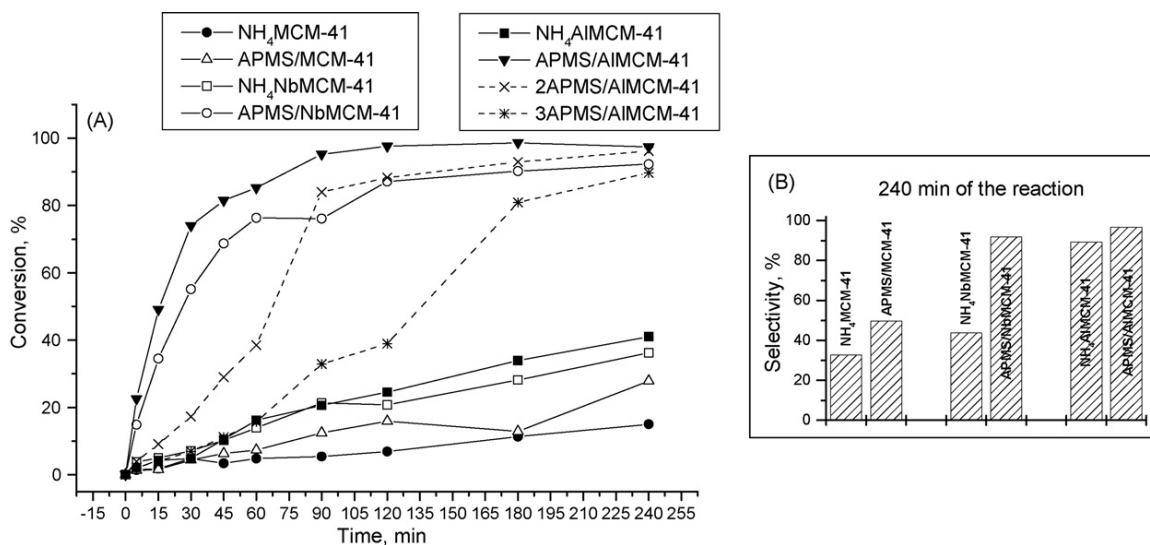 NH₄MCM-41
APMS/MCM-41
NH₄NbMCM-41
APMS/NbMCM-41
NH₄AlMCM-41
APMS/AlMCM-41
2APMS/AlMCM-41
3APMS/AlMCM-41
(A)
100
80
60
40
20
0
Conversion, %
-15 0 15 30 45 60 75 90 105 120 135 150 165 180 195 210 225 240 255
Time, min
(B)
240 min of the reaction
100
80
60
40
20
0
Selectivity, %
NH₄MCM-41
APMS/MCM-41
NH₄NbMCM-41
APMS/NbMCM-41
NH₄AlMCM-41
APMS/AlMCM-41